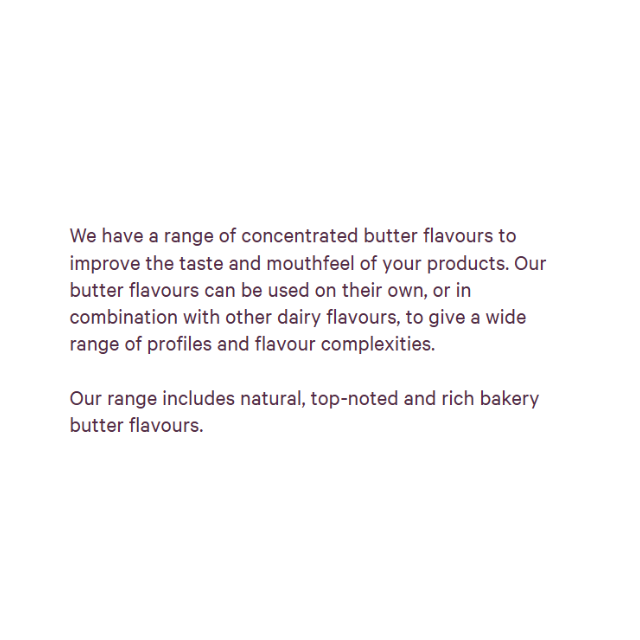 We have a range of concentrated butter flavours to
improve the taste and mouthfeel of your products. Our
butter flavours can be used on their own, or in
combination with other dairy flavours, to give a wide
range of profiles and flavour complexities.
Our range includes natural, top-noted and rich bakery
butter flavours.